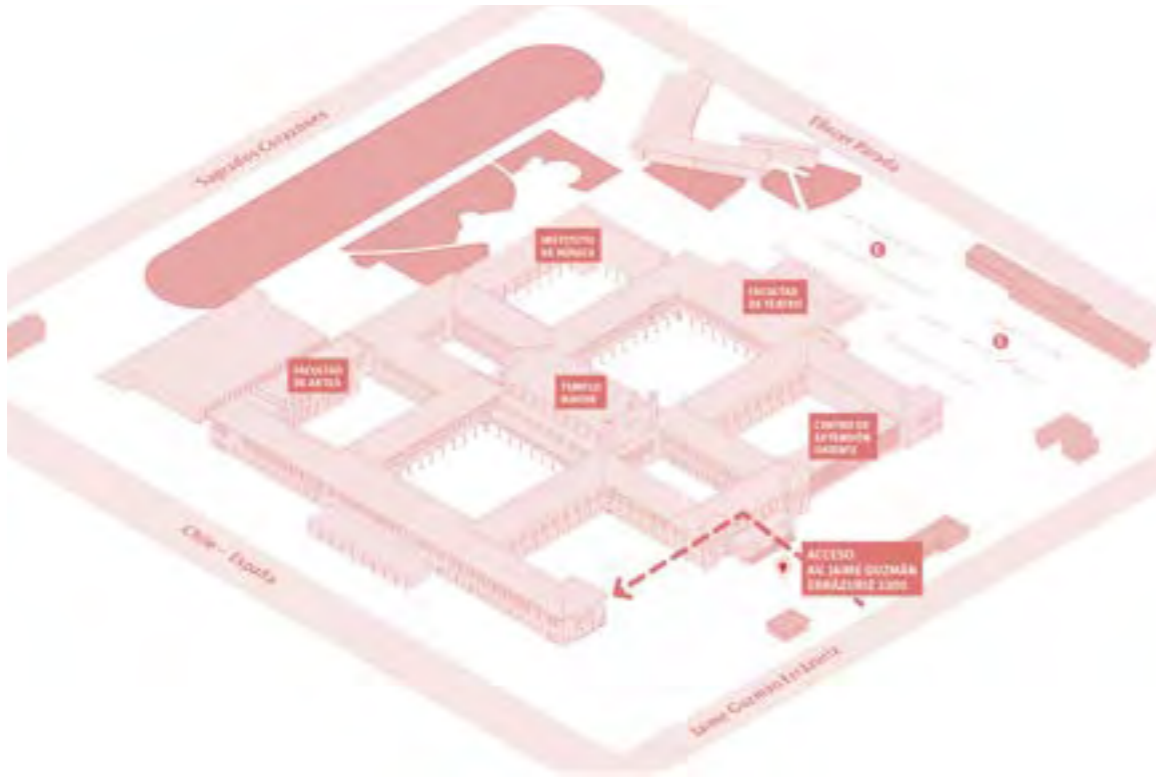 Sagrados Corazones
Eliecer Parada
INSTITUTO
DE MÚSICA
E
FACULTAD
DE TEATRO
E
FACULTAD
DE ARTES
TEMPLO
MAYOR
CENTRO DE
EXTENSIÓN
ORIENTE
Chile - España
ACCESO
AV. JAIME GUZMÁN
ERRÁZURIZ 3300
Jaime Guzmán Errázuriz